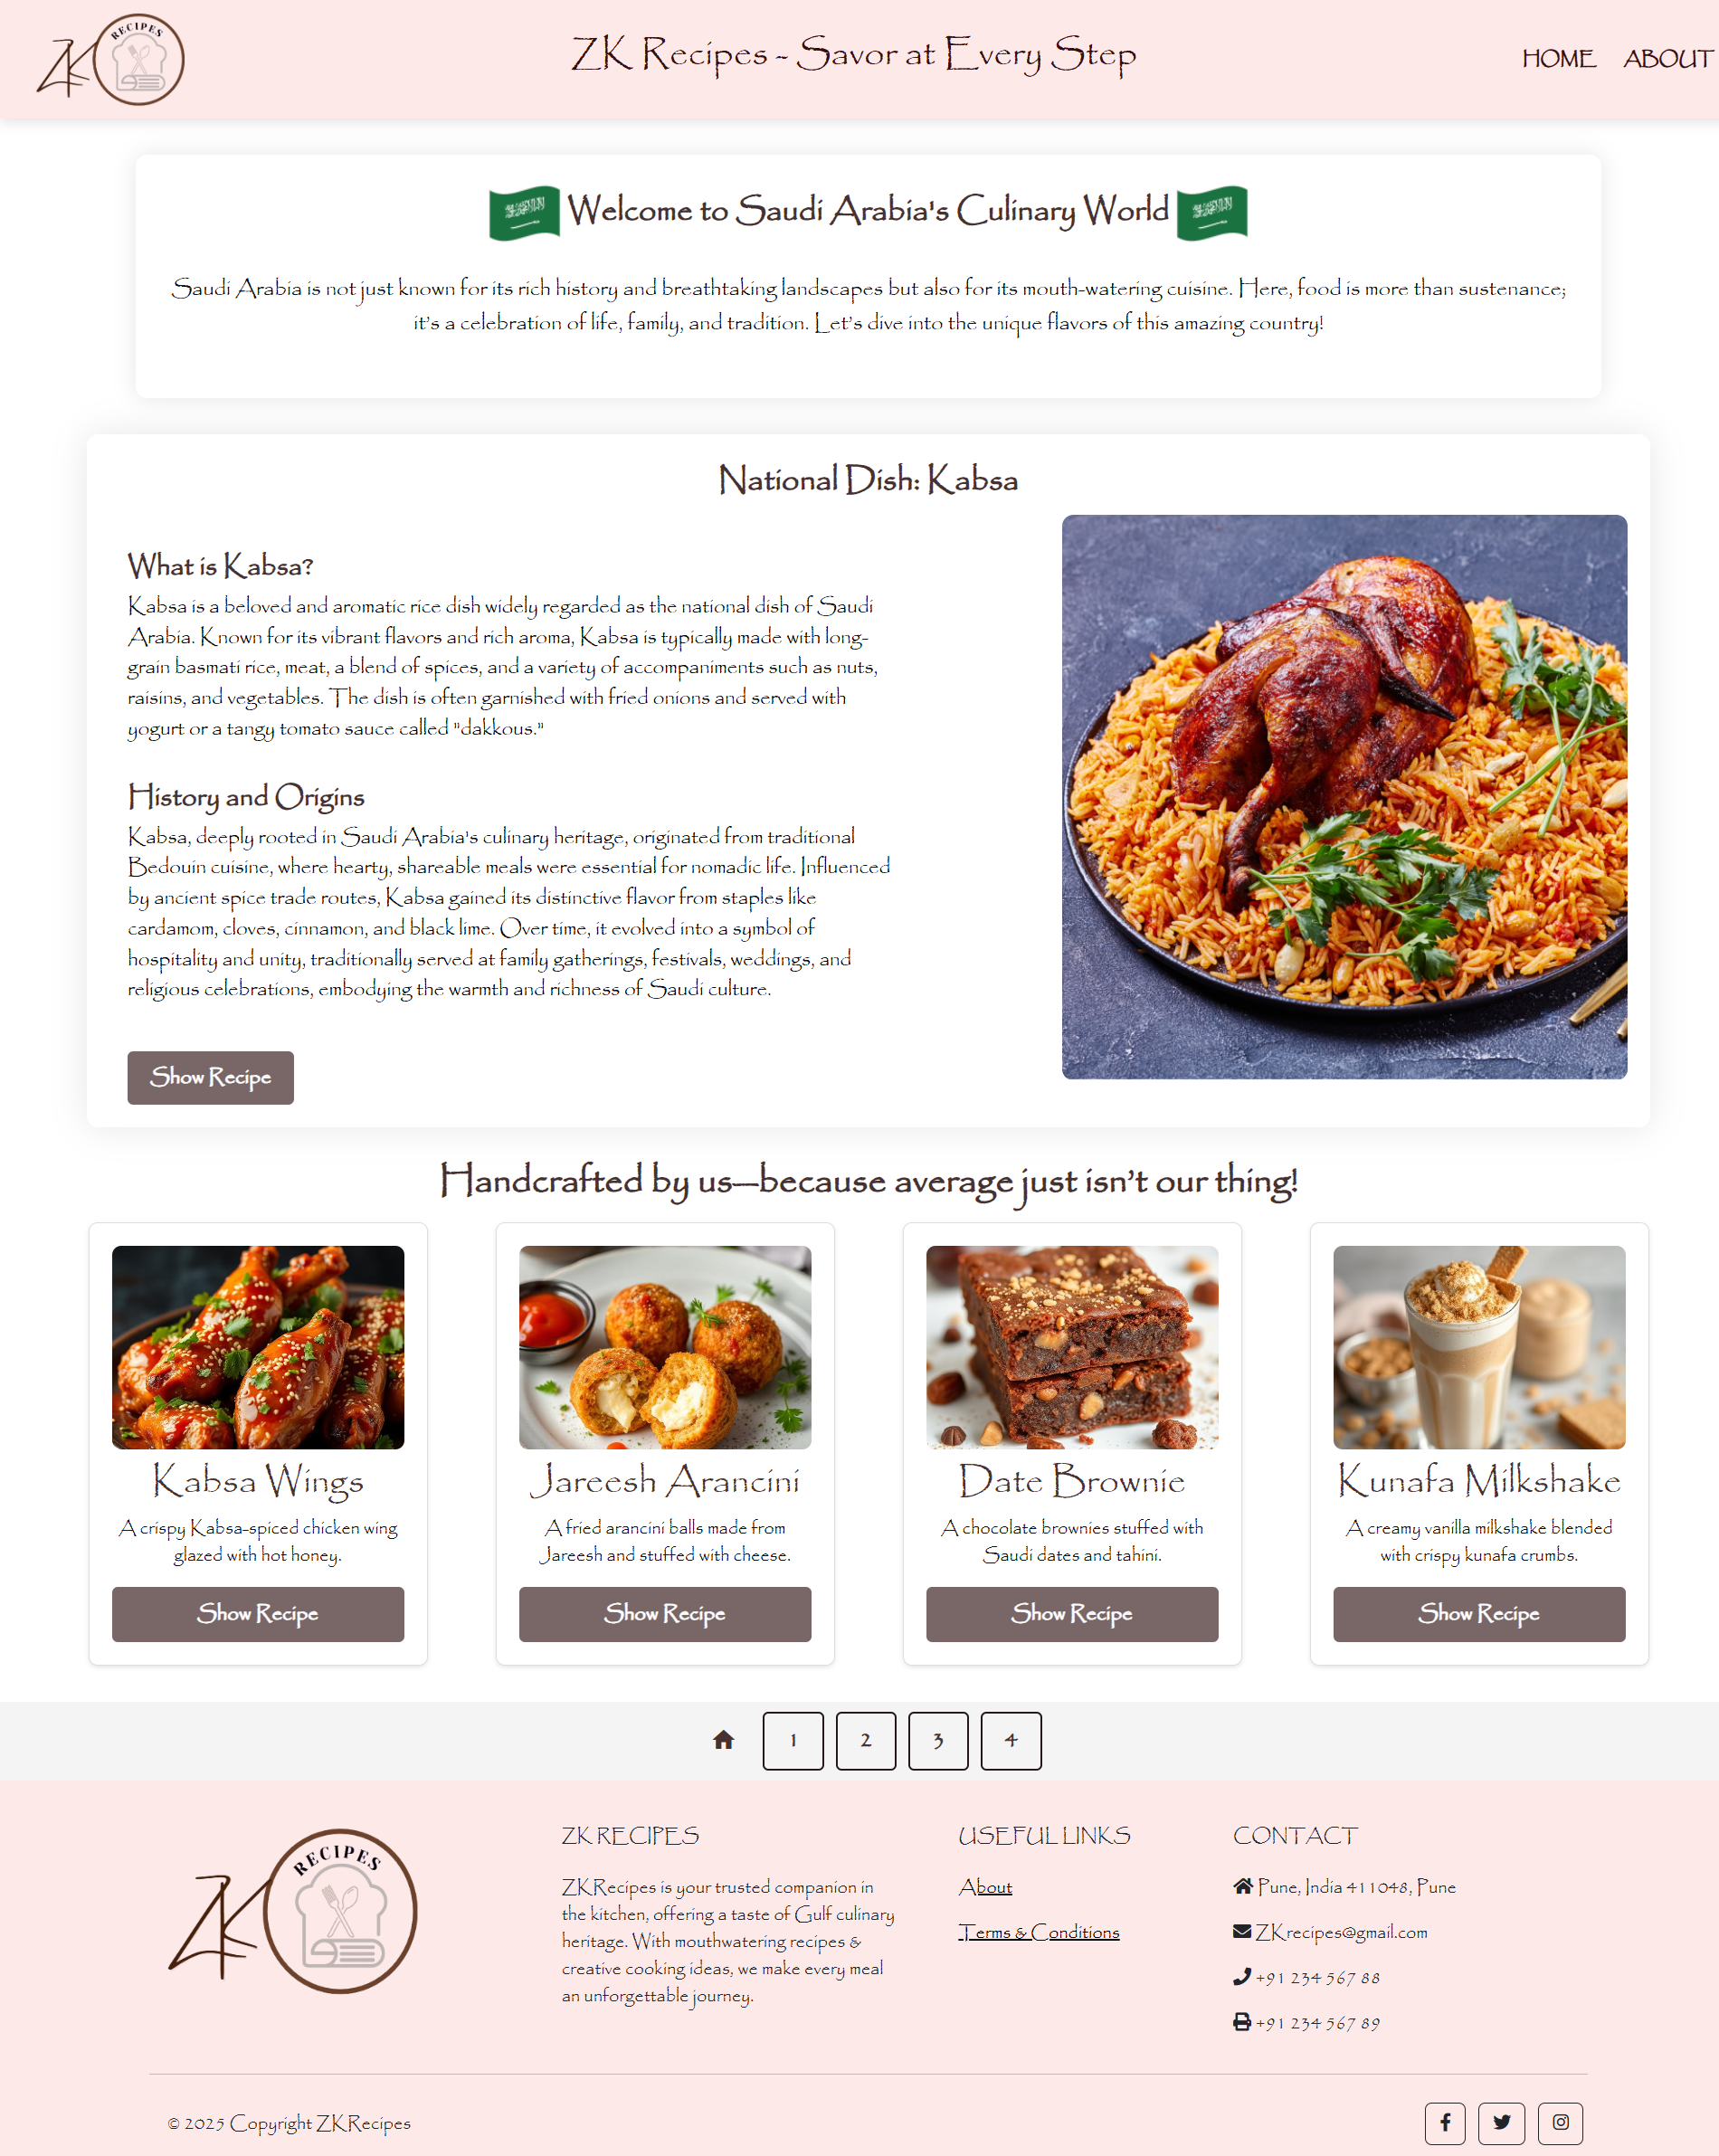 ZK RECIPES
ZK Recipes - Savor at Every Step
HOME ABOUT
Welcome to Saudi Arabia's Culinary World
Saudi Arabia is not just known for its rich history and breathtaking landscapes but also for its mouth-watering cuisine. Here, food is more than sustenance;
it's a celebration of life, family, and tradition. Let's dive into the unique flavors of this amazing country!
National Dish: Kabsa
What is Kabsa?
Kabsa is a beloved and aromatic rice dish widely regarded as the national dish of Saudi
Arabia. Known for its vibrant flavors and rich aroma, Kabsa is typically made with long-
grain basmati rice, meat, a blend of spices, and a variety of accompaniments such as nuts,
raisins, and vegetables. The dish is often garnished with fried onions and served with
yogurt or a tangy tomato sauce called "dakkous."
History and Origins
Kabsa, deeply rooted in Saudi Arabia's culinary heritage, originated from traditional
Bedouin cuisine, where hearty, shareable meals were essential for nomadic life. Influenced
by ancient spice trade routes, Kabsa gained its distinctive flavor from staples like
cardamom, cloves, cinnamon, and black lime. Over time, it evolved into a symbol of
hospitality and unity, traditionally served at family gatherings, festivals, weddings, and
religious celebrations, embodying the warmth and richness of Saudi culture.
Show Recipe
Handcrafted by us—because average just isn't our thing!
Kabsa Wings
A crispy Kabsa-spiced chicken wing
glazed with hot honey.
Show Recipe
Jareesh Arancini
A fried arancini balls made from
Jareesh and stuffed with cheese.
Show Recipe
Date Brownie
A chocolate brownies stuffed with
Saudi dates and tahini.
Show Recipe
Kunafa Milkshake
A creamy vanilla milkshake blended
with crispy kunafa crumbs.
Show Recipe
1 2 3 4
ZK RECIPES
ZK RECIPES
ZKRecipes is your trusted companion in
the kitchen, offering a taste of Gulf culinary
heritage. With mouthwatering recipes &
creative cooking ideas, we make every meal
an unforgettable journey.
USEFUL LINKS
About
Terms & Conditions
CONTACT
Pune, India 411048, Pune
ZKrecipes@gmail.com
+91 234 567 88
+91 234 567 89
© 2025 Copyright ZKRecipes